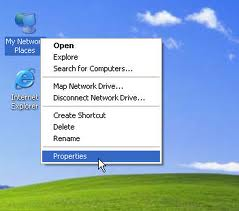 My Network
Places
Internet
Explorer
Open
Explore
Search for Computers...
Map Network Drive...
Disconnect Network Drive...
Create Shortcut
Delete
Rename
Properties